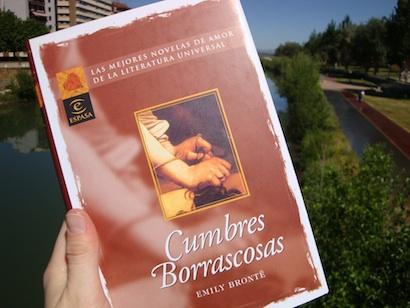 LAS MEJORES NOVELAS DE AMOR
DE LA LITERATURA UNIVERSAL
ESPASA
Cumbres
Borrascosas
EMILY BRONTË